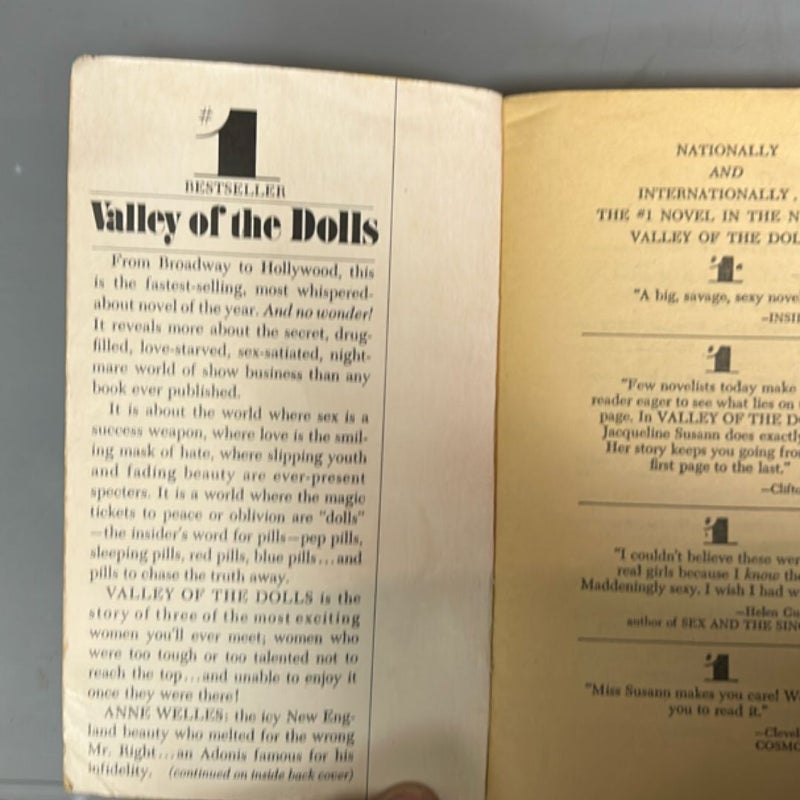 #1
BESTSELLER
Valley of the Dolls
From Broadway to Hollywood, this
is the fastest-selling, most whispered-
about novel of the year. And no wonder!
It reveals more about the secret, drug-
filled, love-starved, sex-satiated, night-
mare world of show business than any
book ever published.
It is about the world where sex is a
success weapon, where love is the smil-
ing mask of hate, where slipping youth
and fading beauty are ever-present
specters. It is a world where the magic
tickets to peace or oblivion are "dolls"
—the insider's word for pills—pep pills,
sleeping pills, red pills, blue pills...and
pills to chase the truth away.
VALLEY OF THE DOLLS is the
story of three of the most exciting
women you'll ever meet; women who
were too tough or too talented not to
reach the top...and unable to enjoy it
once they were there!
ANNE WELLES: the icy New Eng-
land beauty who melted for the wrong
Mr. Right...an Adonis famous for his
infidelity. (continued on inside back cover)
NATIONALLY
AND
INTERNATIONALLY,
THE #1 NOVEL IN THE
VALLEY OF THE
#1
"A big, savage, sexy
#1
"Few novelists today make
reader eager to see what lies on
page. In VALLEY OF THE
Jacqueline Susann does
Her story keeps you going
first page to the last."
#1
"I couldn't believe these
real girls because I know
Maddeningly sexy. I wish I had
—Helen
author of SEX AND THE
#1
"Miss Susann makes you care!
you to read it."